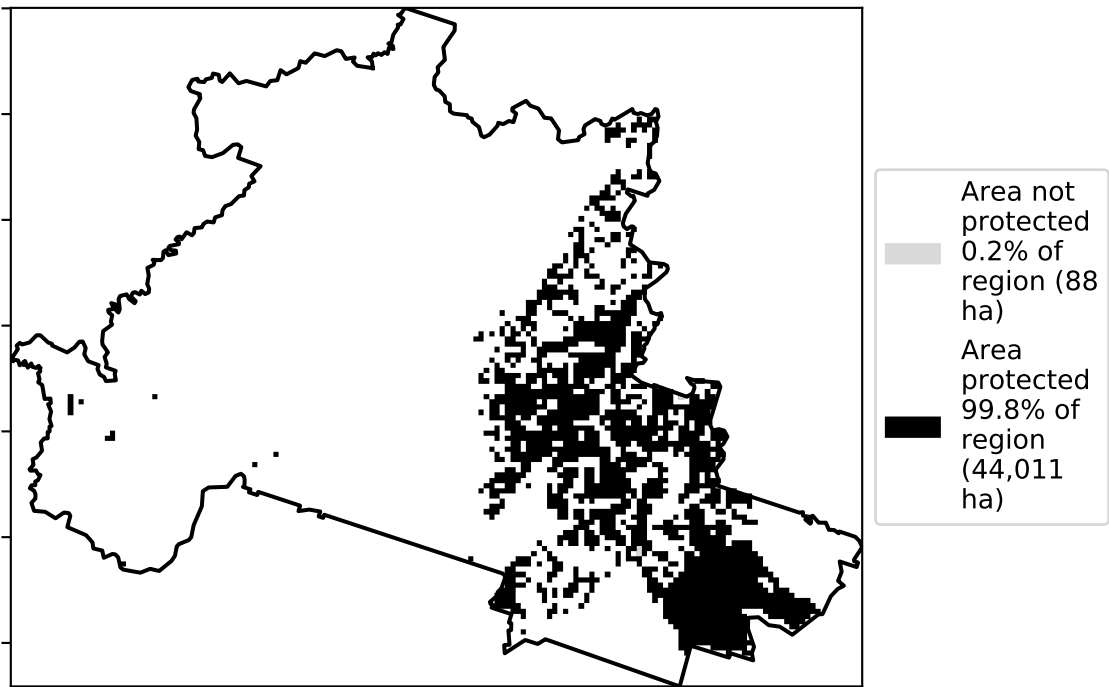 Area not
protected
0.2% of
region (88
ha)
Area
protected
99.8% of
region
(44,011
ha)